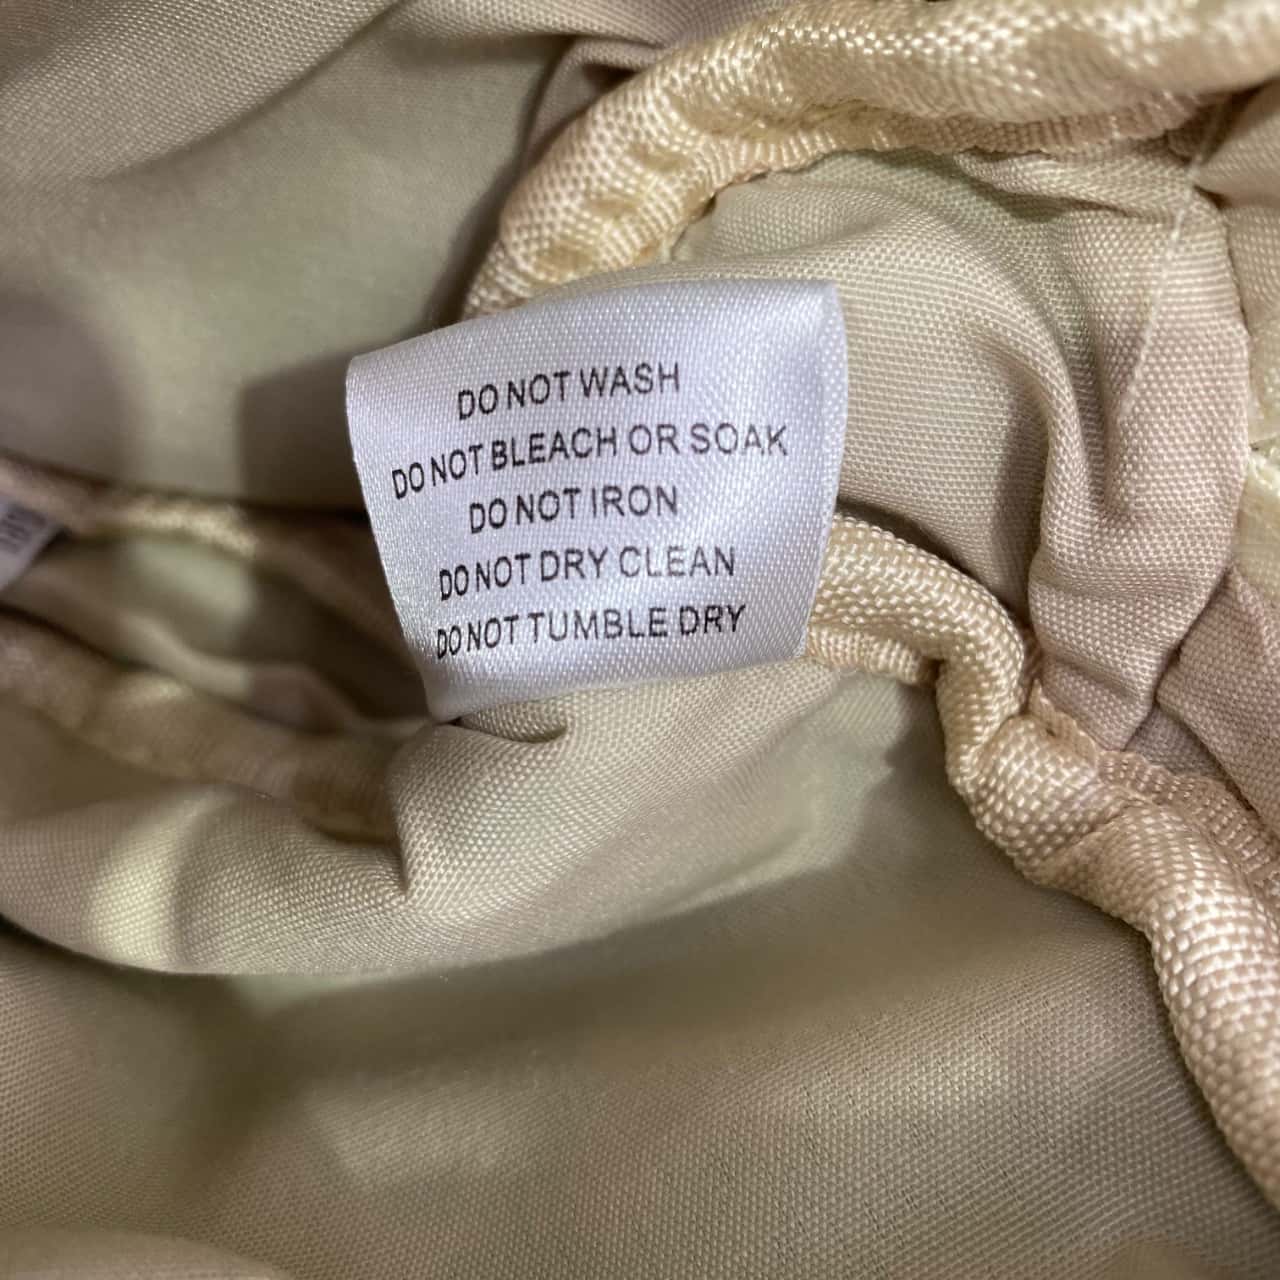 DO NOT WASH
DO NOT BLEACH OR SOAK
DO NOT IRON
DO NOT DRY CLEAN
DO NOT TUMBLE DRY